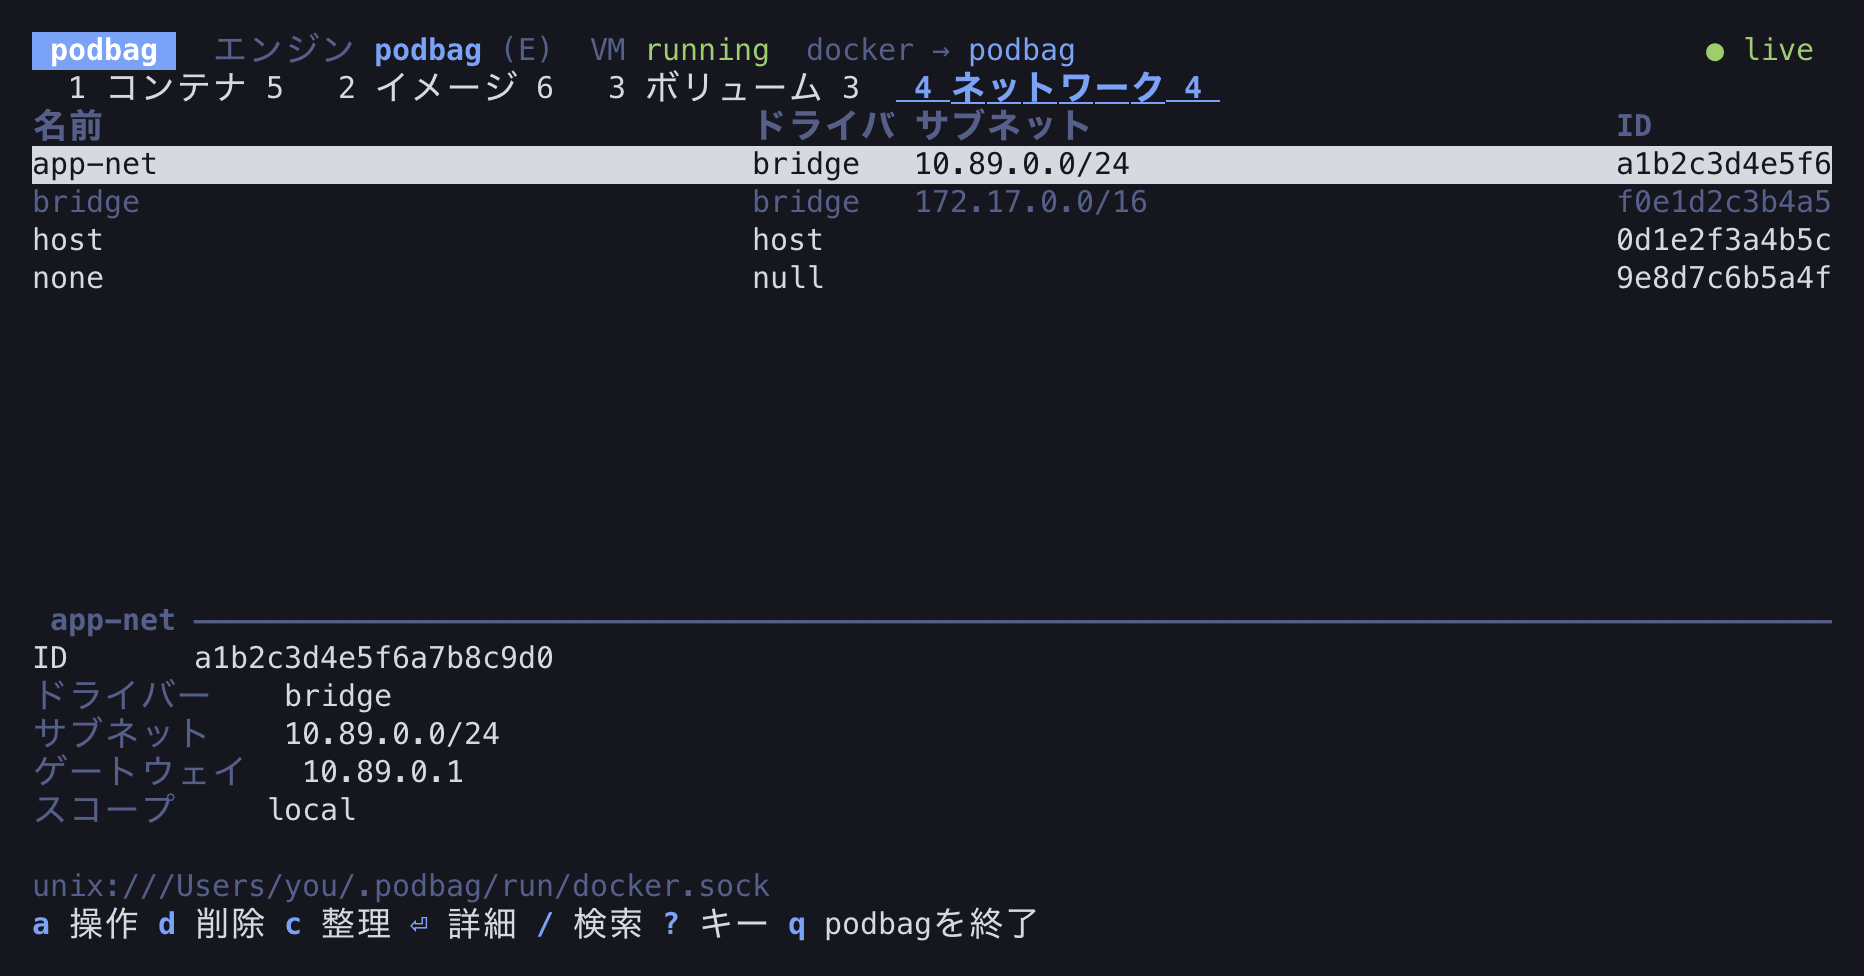 podbag エンジン podbag (E) VM running docker → podbag ● live
1 コンテナ 5 2 イメージ 6 3 ボリューム 3 4 ネットワーク 4
名前 ドライバ サブネット ID
app-net bridge 10.89.0.0/24 a1b2c3d4e5f6
bridge bridge 172.17.0.0/16 f0e1d2c3b4a5
host host 0d1e2f3a4b5c
none null 9e8d7c6b5a4f
app-net
ID a1b2c3d4e5f6a7b8c9d0
ドライバー bridge
サブネット 10.89.0.0/24
ゲートウェイ 10.89.0.1
スコープ local
unix:///Users/you/.podbag/run/docker.sock
a 操作 d 削除 c 整理 ⏎ 詳細 / 検索 ? キー q podbagを終了